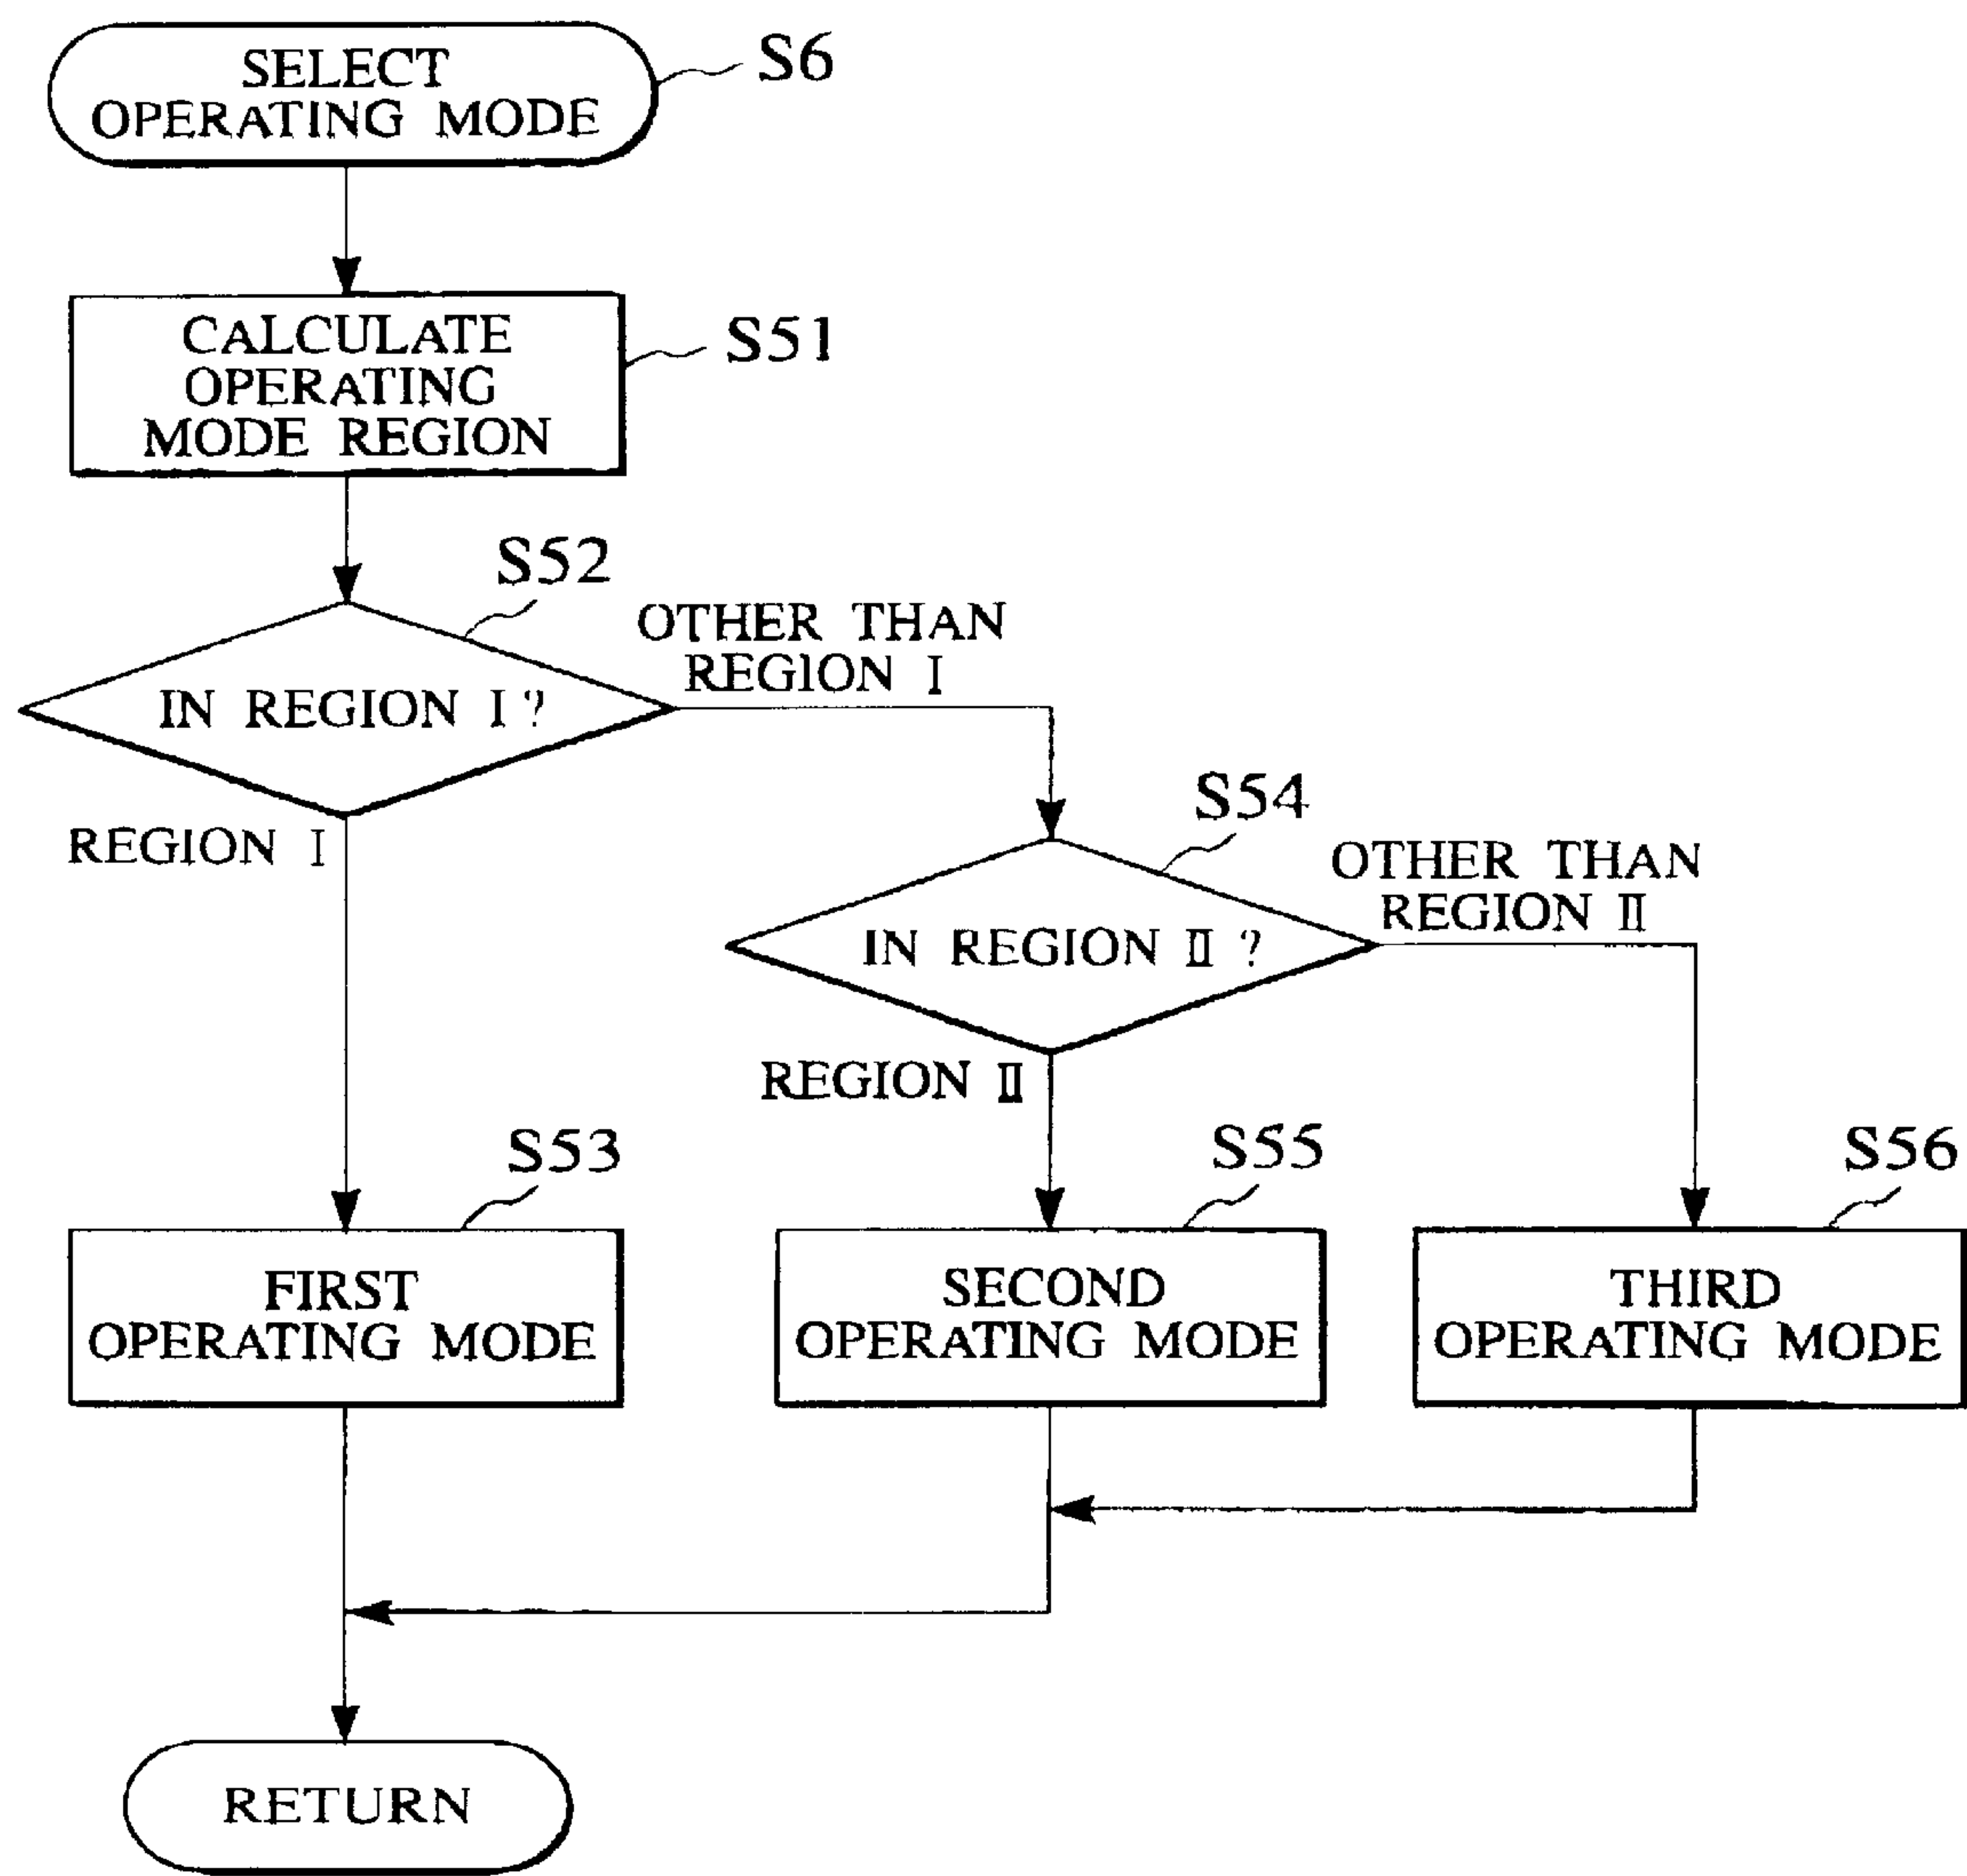 SELECT
OPERATING MODE
S6
CALCULATE
OPERATING
MODE REGION
S51
S52
IN REGION I ?
OTHER THAN
REGION I
REGION I
S54
IN REGION II ?
OTHER THAN
REGION II
REGION II
S53
FIRST
OPERATING MODE
S55
SECOND
OPERATING MODE
S56
THIRD
OPERATING MODE
RETURN